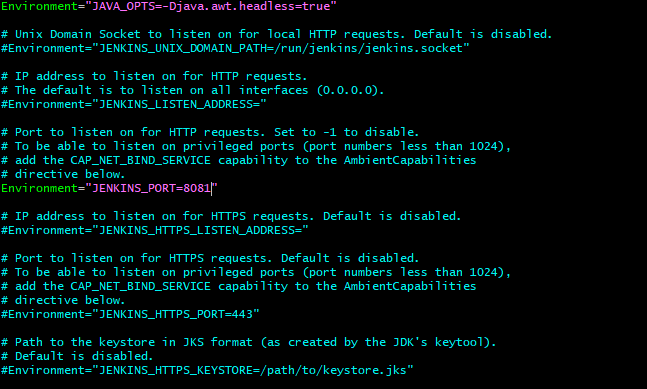 Environment="JAVA_OPTS=-Djava.awt.headless=true"
# Unix Domain Socket to listen on for local HTTP requests. Default is disabled.
#Environment="JENKINS_UNIX_DOMAIN_PATH=/run/jenkins/jenkins.socket"
# IP address to listen on for HTTP requests.
# The default is to listen on all interfaces (0.0.0.0).
#Environment="JENKINS_LISTEN_ADDRESS="
# Port to listen on for HTTP requests. Set to -1 to disable.
# To be able to listen on privileged ports (port numbers less than 1024),
# add the CAP_NET_BIND_SERVICE capability to the AmbientCapabilities
# directive below.
Environment="JENKINS_PORT=8081"
# IP address to listen on for HTTPS requests. Default is disabled.
#Environment="JENKINS_HTTPS_LISTEN_ADDRESS="
# Port to listen on for HTTPS requests. Default is disabled.
# To be able to listen on privileged ports (port numbers less than 1024),
# add the CAP_NET_BIND_SERVICE capability to the AmbientCapabilities
# directive below.
#Environment="JENKINS_HTTPS_PORT=443"
# Path to the keystore in JKS format (as created by the JDK's keytool).
# Default is disabled.
#Environment="JENKINS_HTTPS_KEYSTORE=/path/to/keystore.jks"